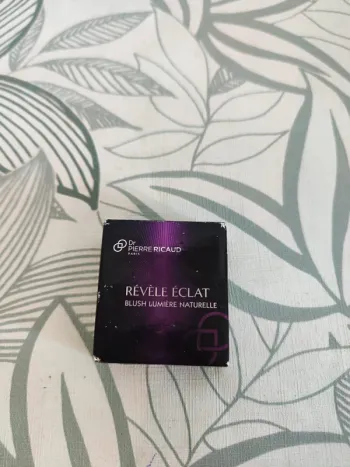 Dr
PIERRE RICAUD
PARIS
RÉVÈLE ÉCLAT
BLUSH LUMIÈRE NATURELLE